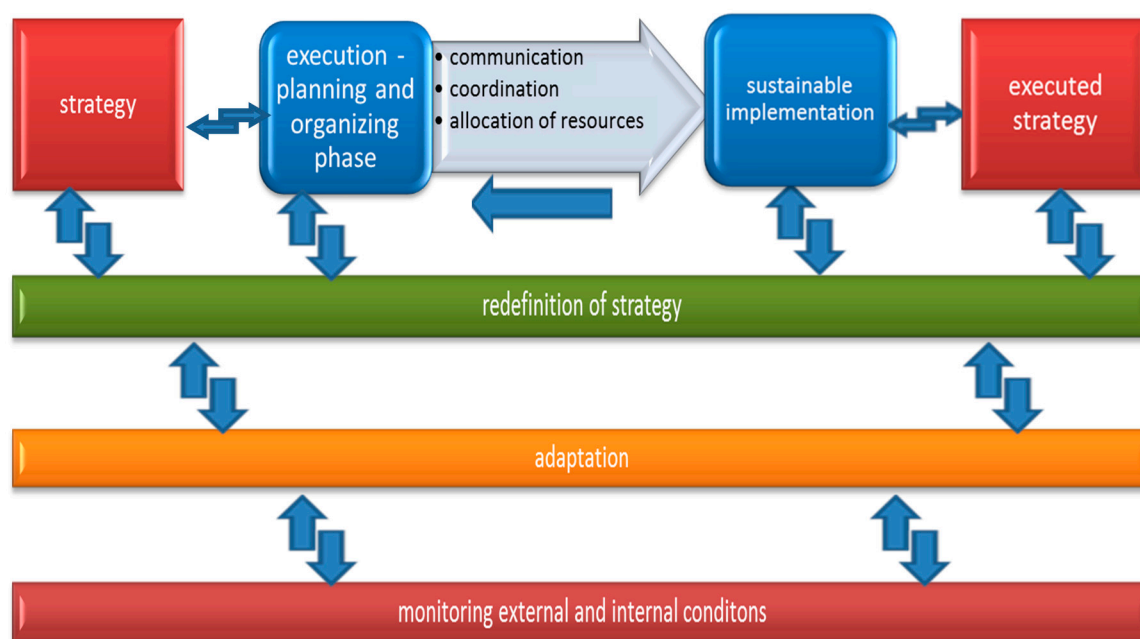 strategy
execution -
planning and
organizing
phase
• communication
• coordination
• allocation of resources
sustainable
implementation
executed
strategy
redefinition of strategy
adaptation
monitoring external and internal conditons